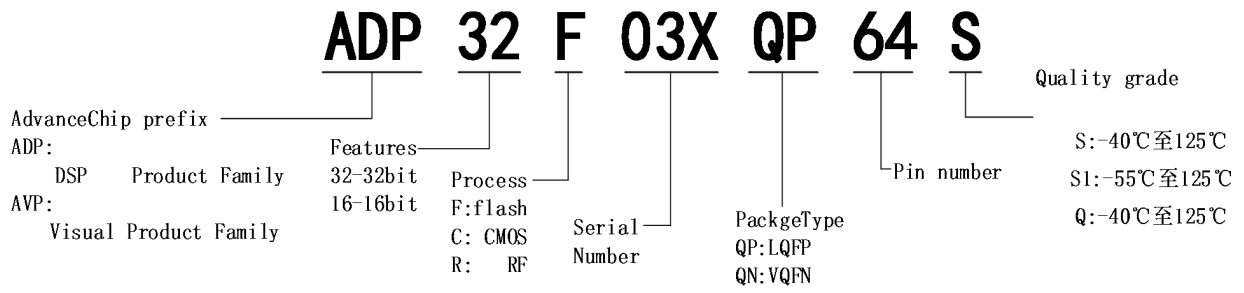 ADP 32 F 03X QP 64 S
AdvanceChip prefix
ADP:
DSP Product Family
AVP:
Visual Product Family
Features
32-32bit
16-16bit
Process
F:flash
C: CMOS
R: RF
Serial
Number
PackgeType
QP:LQFP
QN:VQFN
Pin number
Quality grade
S:-40℃至125℃
S1:-55℃至125℃
Q:-40℃至125℃